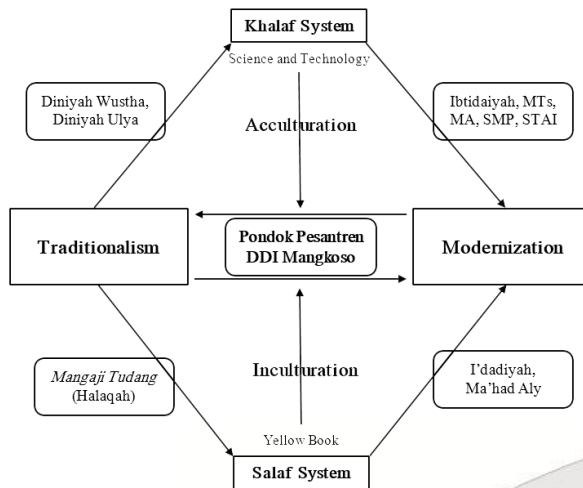 Khalaf System
Science and Technology
Diniyah Wustha,
Diniyah Ulya
Ibtidaiyah, MTs,
MA, SMP, STAI
Acculturation
Traditionalism
Pondok Pesantren
DDI Mangkoso
Modernization
Mangaji Tudang
(Halaqah)
Inculturation
I'dadiyah,
Ma'had Aly
Yellow Book
Salaf System